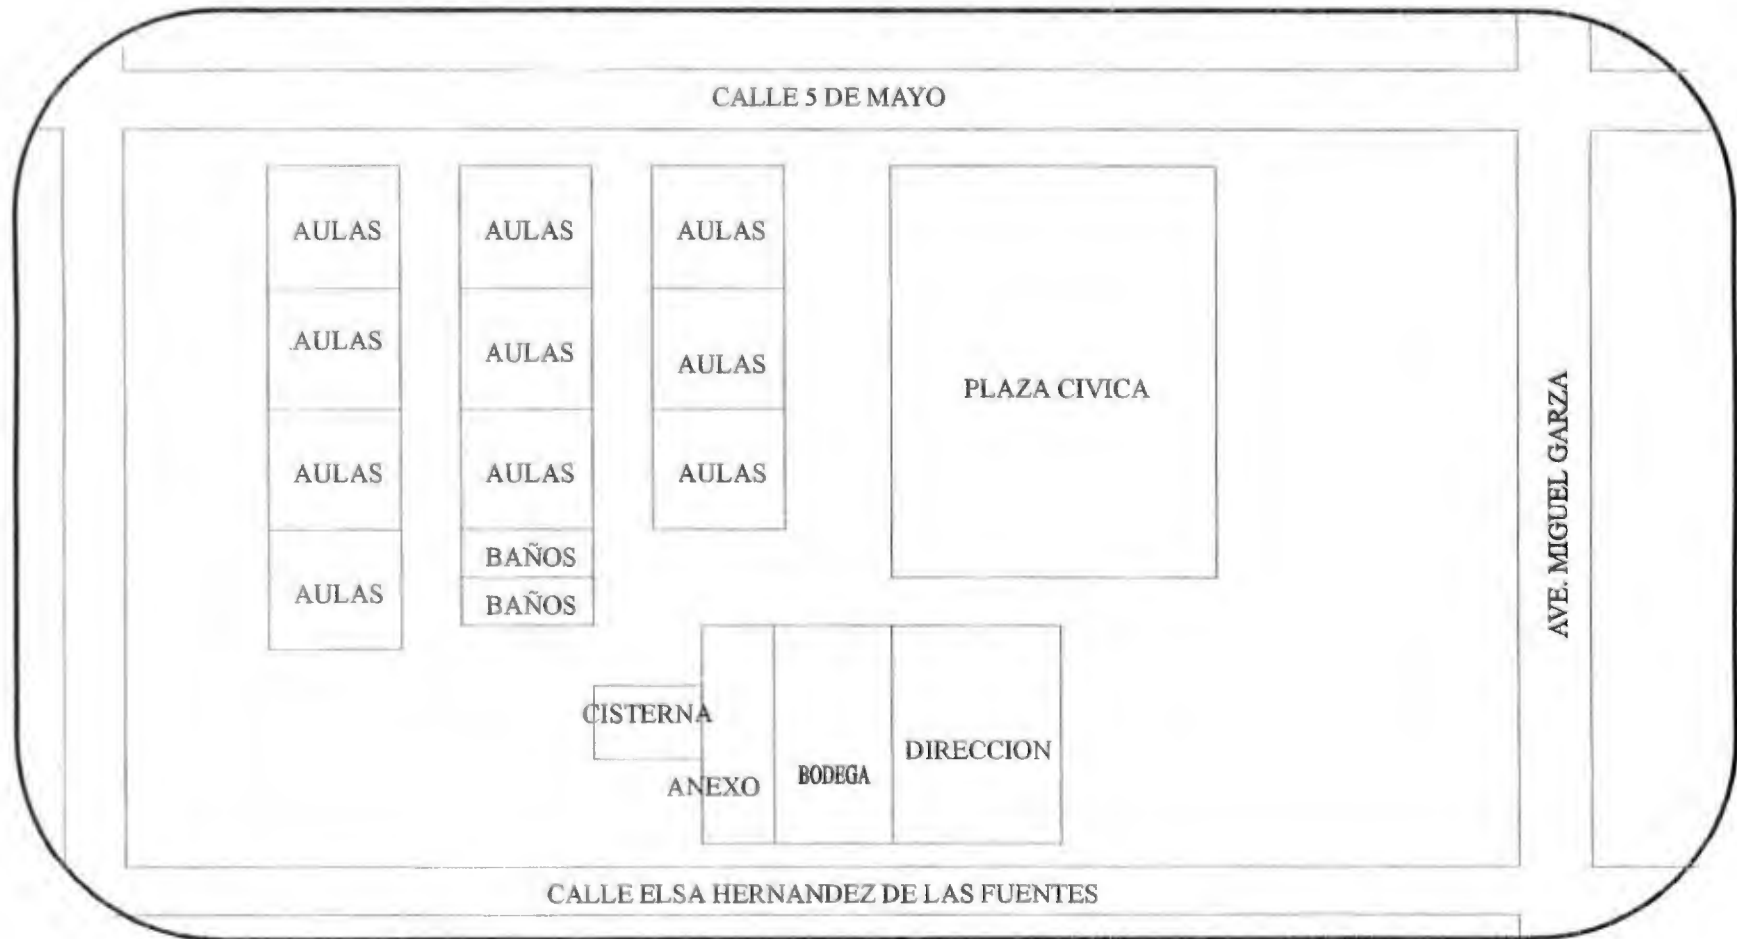 CALLE 5 DE MAYO
AULAS AULAS AULAS
AULAS AULAS AULAS
AULAS AULAS AULAS
PLAZA CIVICA
AVE. MIGUEL GARZA
BAÑOS
AULAS BAÑOS
CISTERNA
ANEXO BODEGA DIRECCION
CALLE ELSA HERNANDEZ DE LAS FUENTES